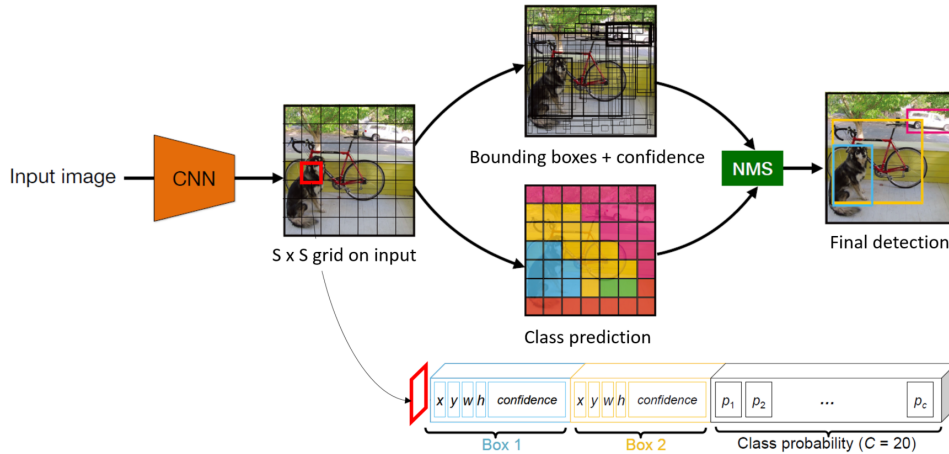 Input image
CNN
S x S grid on input
Bounding boxes + confidence
Class prediction
NMS
Final detection
x y w h confidence
x y w h confidence
p1 p2 ... pc
Box 1
Box 2
Class probability (C = 20)